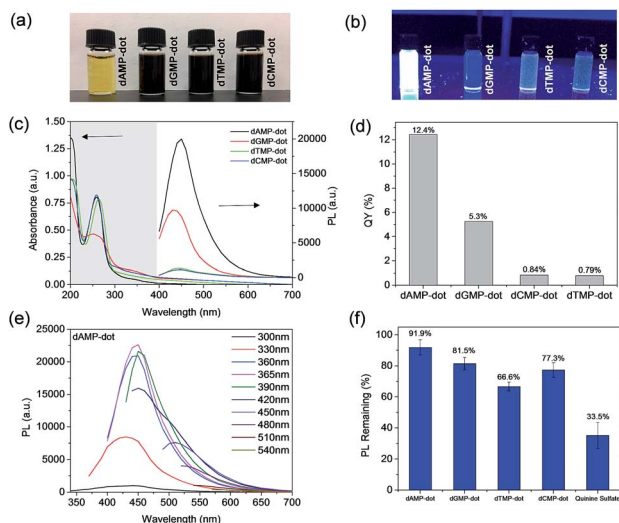 (a)
dAMP-dot
dGMP-dot
dTMP-dot
dCMP-dot
(b)
dAMP-dot
dGMP-dot
dTMP-dot
dCMP-dot
(c)
1.50
1.25
1.00
0.75
0.50
0.25
0.00
Absorbance (a.u.)
dAMP-dot
dGMP-dot
dTMP-dot
dCMP-dot
20000
15000
10000
5000
0
PL (a.u.)
200 300 400 500 600 700
Wavelength (nm)
(d)
12
10
8
6
4
2
0
QY (%)
12.4%
5.3%
0.84%
0.79%
dAMP-dot dGMP-dot dCMP-dot dTMP-dot
(e)
dAMP-dot
25000
20000
15000
10000
5000
0
PL (a.u.)
300nm
330nm
360nm
365nm
390nm
420nm
450nm
480nm
510nm
540nm
350 400 450 500 550 600 650 700
Wavelength (nm)
(f)
100
80
60
40
20
0
PL Remaining (%)
91.9%
81.5%
66.6%
77.3%
33.5%
dAMP-dot dGMP-dot dTMP-dot dCMP-dot Quinine Sulfate